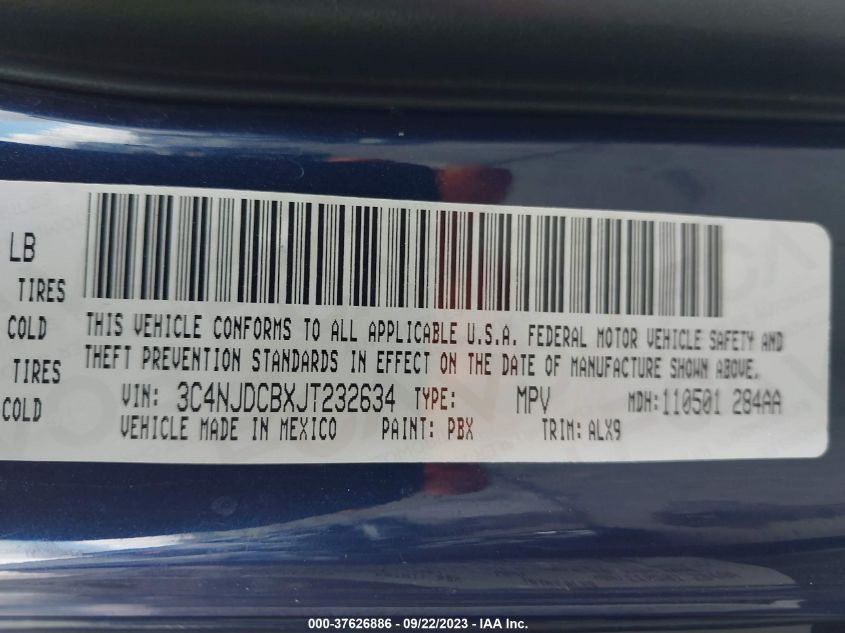 LB
TIRES
COLD
TIRES
COLD
THIS VEHICLE CONFORMS TO ALL APPLICABLE U.S.A. FEDERAL MOTOR VEHICLE SAFETY AND
THEFT PREVENTION STANDARDS IN EFFECT ON THE DATE OF MANUFACTURE SHOWN ABOVE.
VIN: 3C4NJDCBXJT232634 TYPE: MPV MDH:110501 284AA
VEHICLE MADE IN MEXICO PAINT: PBX TRIM: ALX9
000-37626886 - 09/22/2023 - IAA Inc.